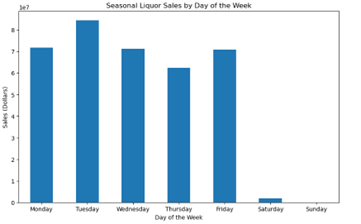 Seasonal Liquor Sales by Day of the Week
1e7
8
7
6
5
4
3
2
1
0
Sales (Dollars)
Monday Tuesday Wednesday Thursday Friday Saturday Sunday
Day of the Week